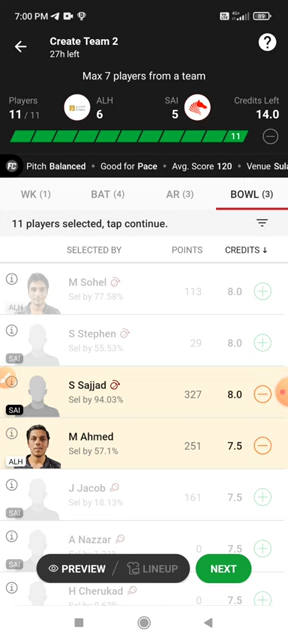 7:00 PM
89
Create Team 2
27h left
?
Max 7 players from a team
Players
11 / 11
ALH
6
SAI
5
Credits Left
14.0
11
FC Pitch Balanced • Good for Pace • Avg. Score 120 • Venue Sula
WK (1) BAT (4) AR (3) BOWL (3)
11 players selected, tap continue.
SELECTED BY POINTS CREDITS ↓
M Sohel
Sel by 77.58%
113 8.0
ALH
S Stephen
Sel by 55.53%
29 8.0
SAI
S Sajjad
Sel by 94.03%
327 8.0
SAI
M Ahmed
Sel by 57.1%
251 7.5
ALH
J Jacob
Sel by 18.13%
161 7.5
SAI
A Nazzar
0 7.5
SAI
PREVIEW / LINEUP NEXT
H Cherukad
0 7.5